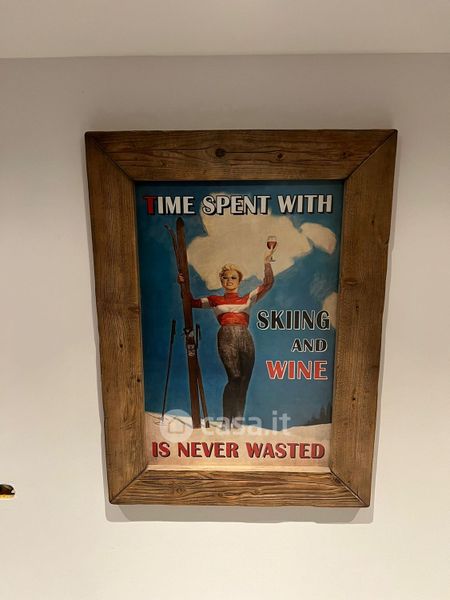 TIME SPENT WITH
SKIING
AND
WINE
casa.it
IS NEVER WASTED